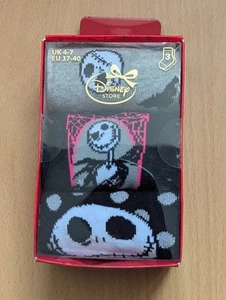 UK 4-7
EU 37-40
3
Disney
STORE